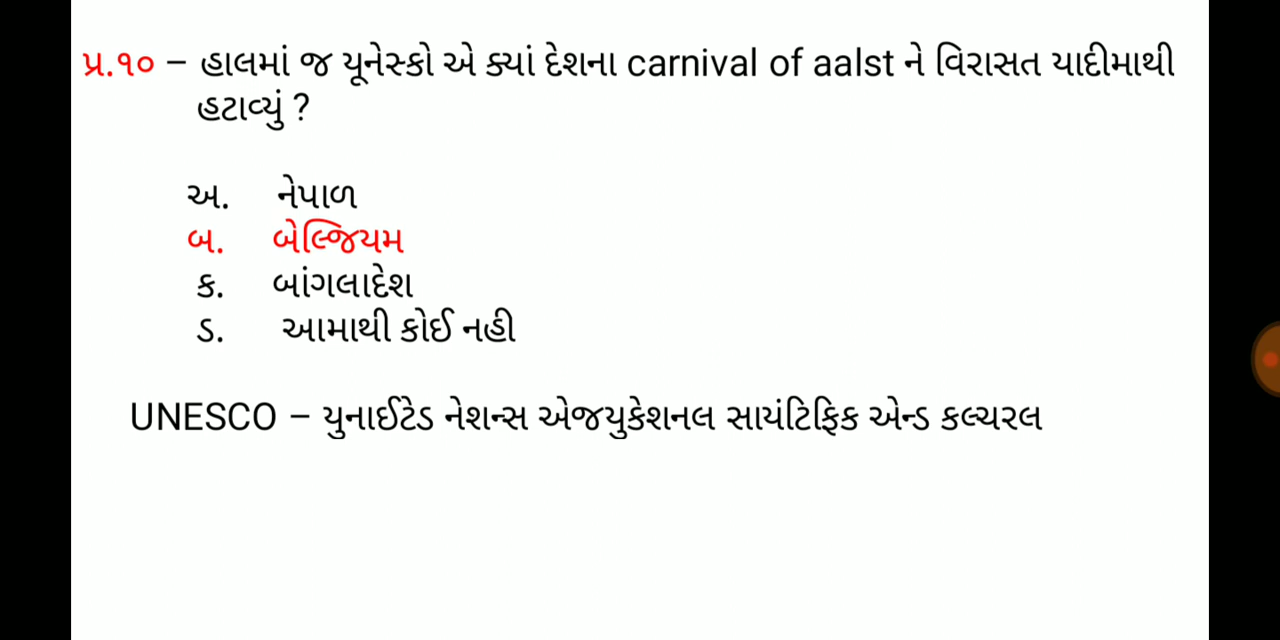 પ્ર.૧૦ – હાલમાં જ યૂનેસ્કો એ ક્યાં દેશના carnival of aalst ને વિરાસત યાદીમાથી
હટાવ્યું ?
અ. નેપાળ
બ. બેલ્જિયમ
ક. બાંગલાદેશ
ડ. આમાથી કોઈ નહી
UNESCO – યુનાઈટેડ નેશન્સ એજયુકેશનલ સાયંટિફિક એન્ડ કલ્ચરલ